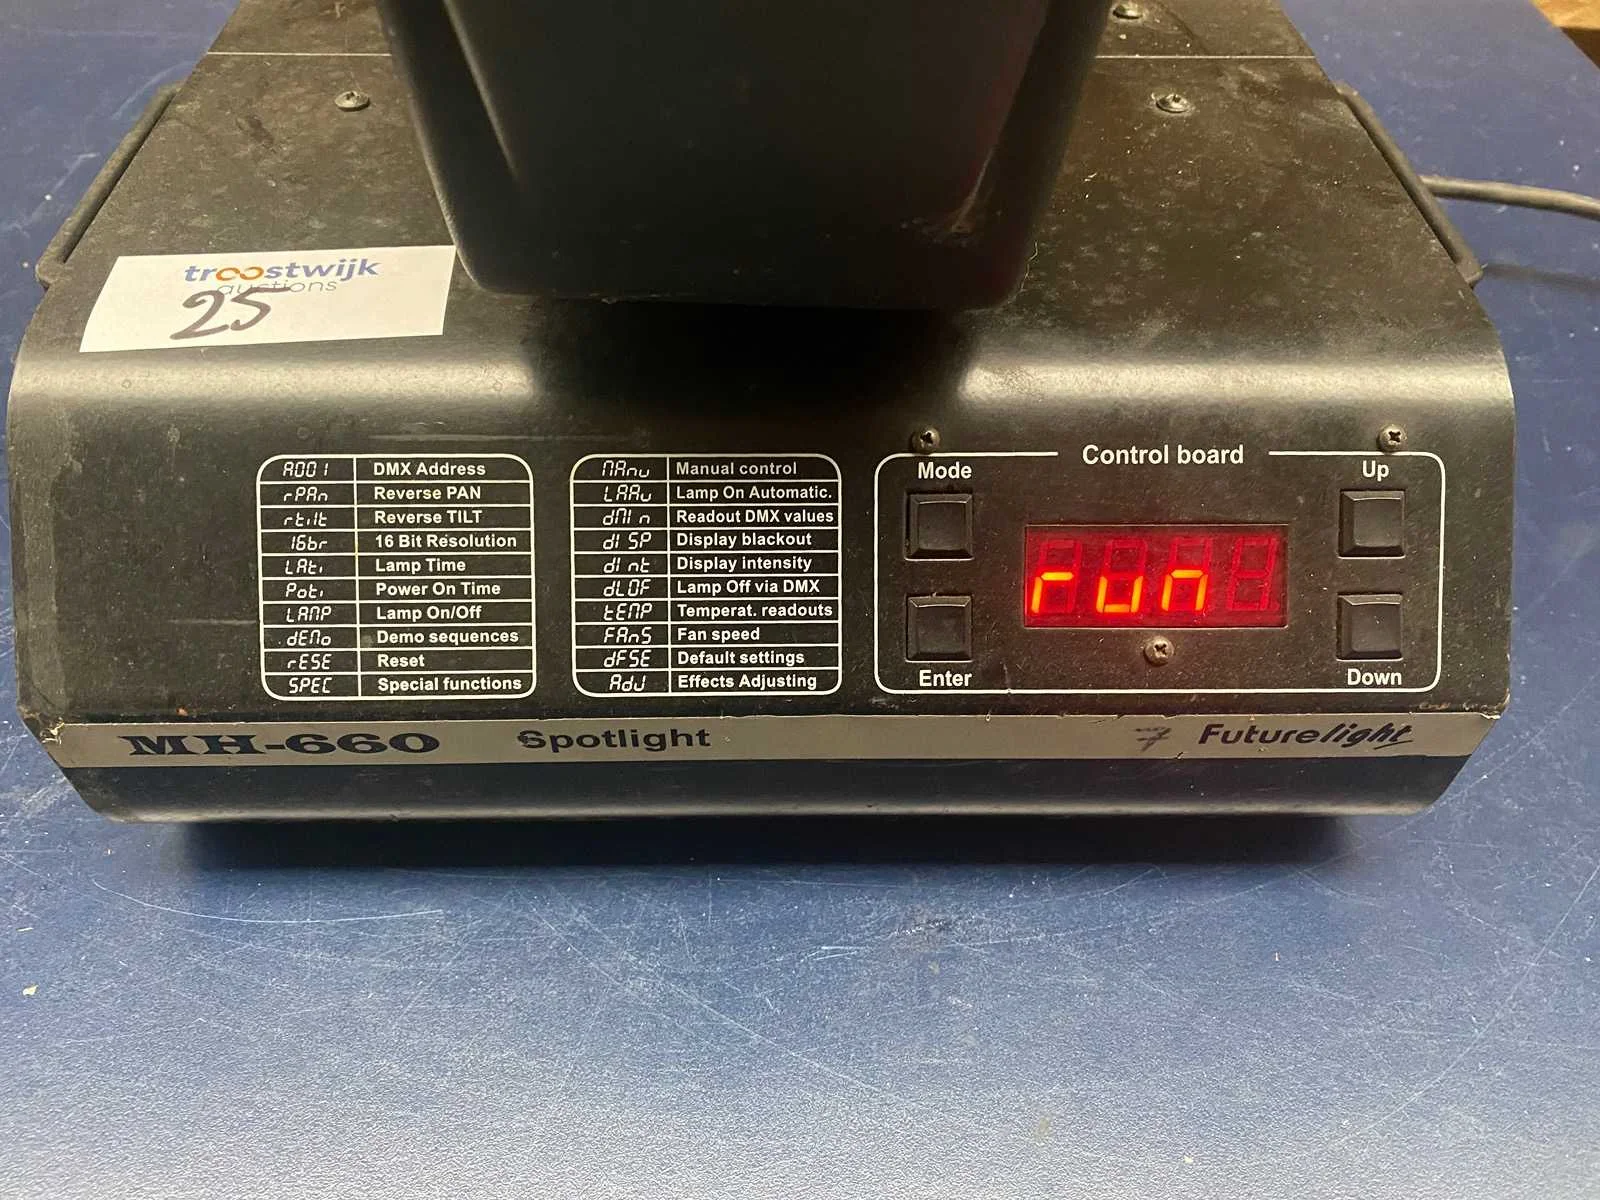 troostwijk
auctions
25
A001 DMX Address
rPAn Reverse PAN
rtilt Reverse TILT
16br 16 Bit Resolution
LAti Lamp Time
Poti Power On Time
LAMP Lamp On/Off
dEMo Demo sequences
rESE Reset
SPEC Special functions
MAnu Manual control
LAAu Lamp On Automatic.
dMIn Readout DMX values
dISP Display blackout
dInt Display intensity
dLOF Lamp Off via DMX
tEMP Temperat. readouts
FAnS Fan speed
dFSE Default settings
AdJ Effects Adjusting
Control board
Mode
Up
run
Enter
Down
MH-660 Spotlight
7 Futurelight